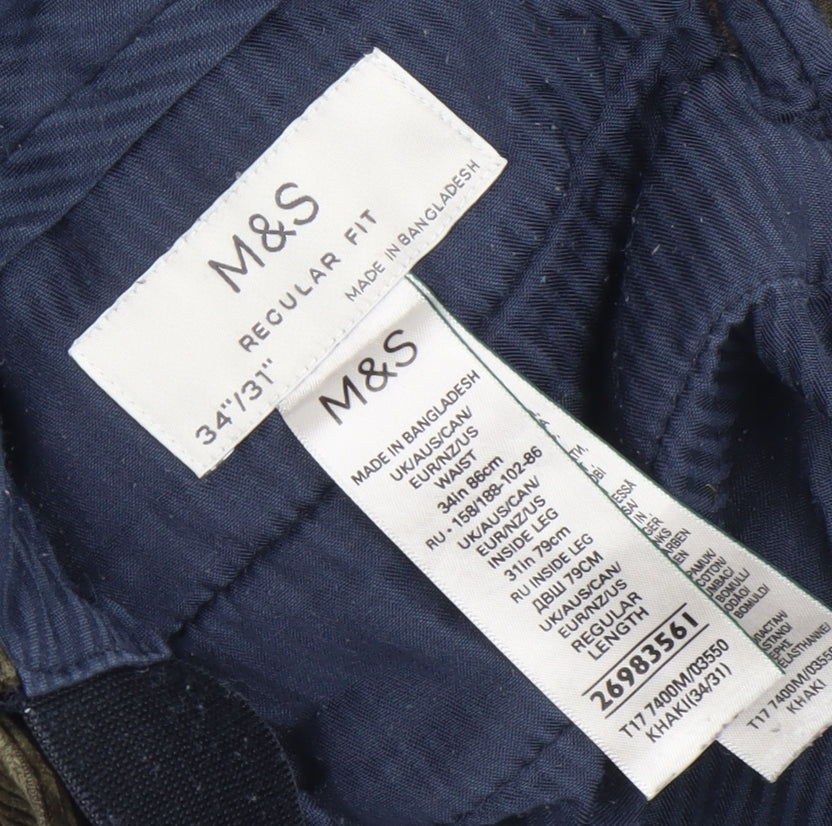 M&S
REGULAR FIT
MADE IN BANGLADESH
34"/31"
M&S
MADE IN BANGLADESH
UK/AUS/CAN/
EUR/NZ/US
WAIST
34in 86cm
RU • 158/188-102-86
UK/AUS/CAN/
EUR/NZ/US
INSIDE LEG
31in 79cm
RU INSIDE LEG
ДВШ 79CM
UK/AUS/CAN/
EUR/NZ/US
REGULAR
LENGTH
26983561
T17 7400M/03550
KHAKI(34/31)
T17 7400M/0355
KHAKI